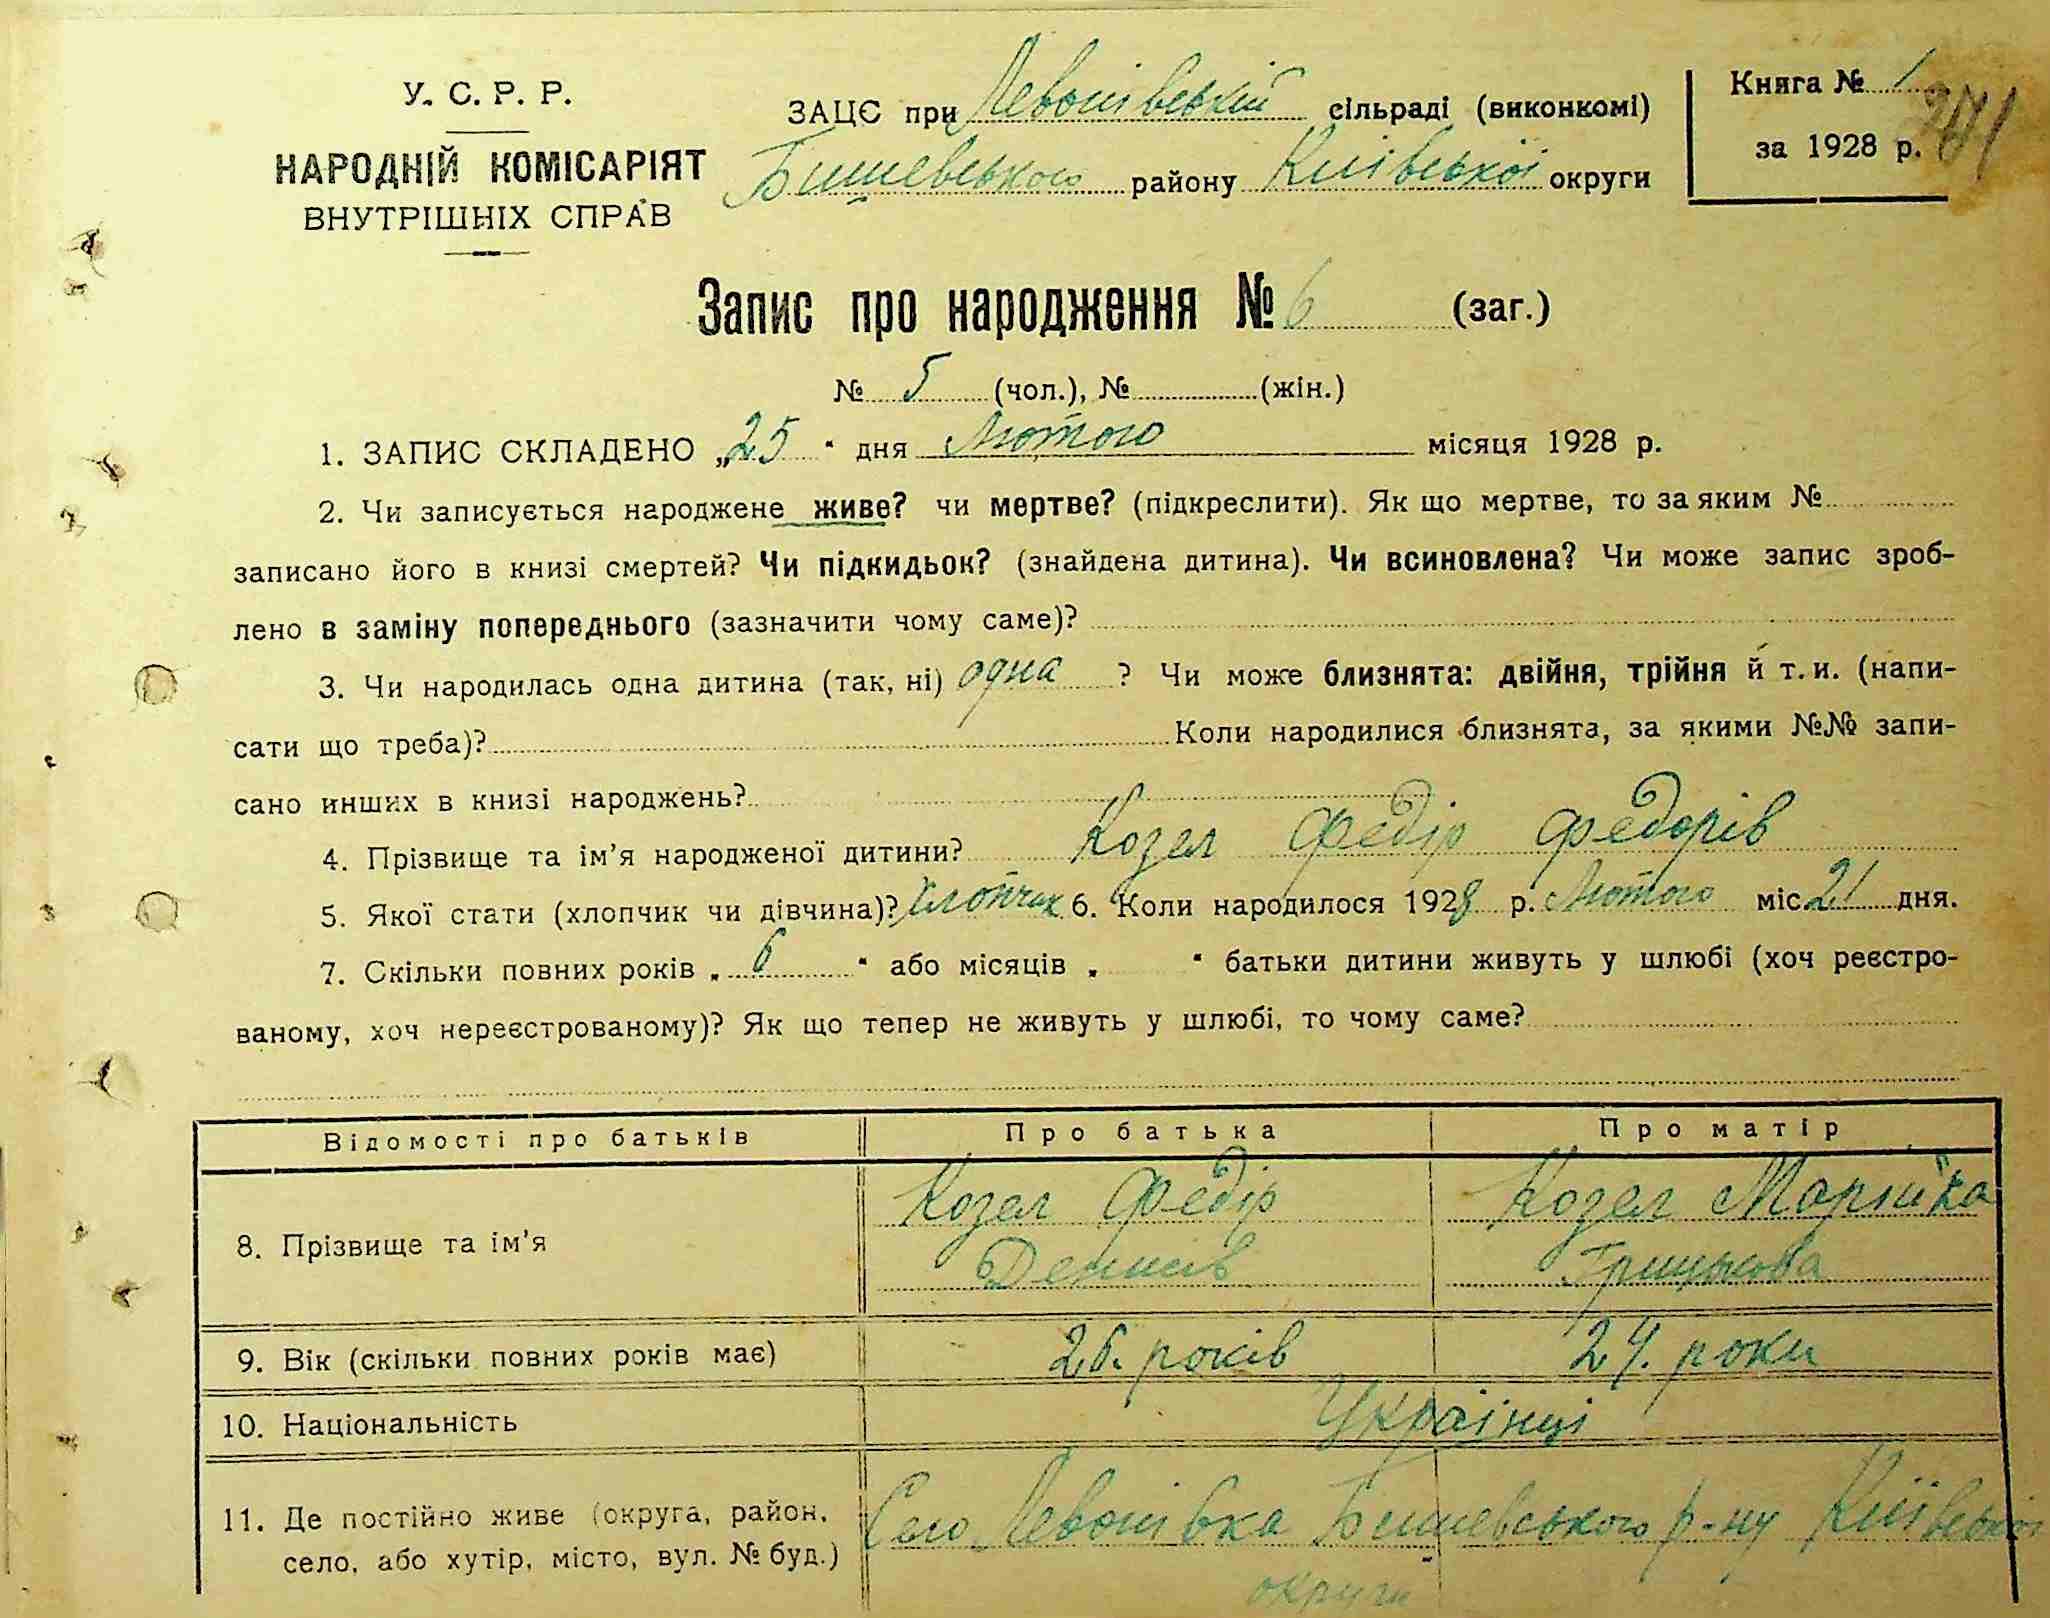 У. С. Р. Р.
НАРОДНІЙ КОМІСАРІЯТ
ВНУТРІШНІХ СПРАВ
ЗАЦС при Левонівській сільраді (виконкомі)
Бишевського району Київської округи
Книга № 1
за 1928 р.
Запис про народження № 6 (заг.)
№ 5 (чол.), № (жін.)
1. ЗАПИС СКЛАДЕНО „25“ дня Лютого місяця 1928 р.
2. Чи записується народжене живе? чи мертве? (підкреслити). Як що мертве, то за яким №
записано його в книзі смертей? Чи підкидьок? (знайдена дитина). Чи всиновлена? Чи може запис зроб-
лено в заміну попереднього (зазначити чому саме)?
3. Чи народилась одна дитина (так, ні) одна ? Чи може близнята: двійня, трійня й т. и. (напи-
сати що треба)? Коли народилися близнята, за якими №№ запи-
сано инших в книзі народжень?
4. Прізвище та ім'я народженої дитини? Козел Федір Федорів
5. Якої стати (хлопчик чи дівчина)? Хлопчик 6. Коли народилося 1928 р. Лютого міс. 21 дня.
7. Скільки повних років „6“ або місяців „ “ батьки дитини живуть у шлюбі (хоч реєстро-
ваному, хоч нереєстрованому)? Як що тепер не живуть у шлюбі, то чому саме?
Відомості про батьків Про батька Про матір
8. Прізвище та ім'я Козел Федір Козел Марийка
Денисів Грицькова
9. Вік (скільки повних років має) 26. років 24. роки
10. Національність Українці
11. Де постійно живе (округа, район, Село Левонівка Бишевського р-ну Київської
село, або хутір, місто, вул. № буд.) округи